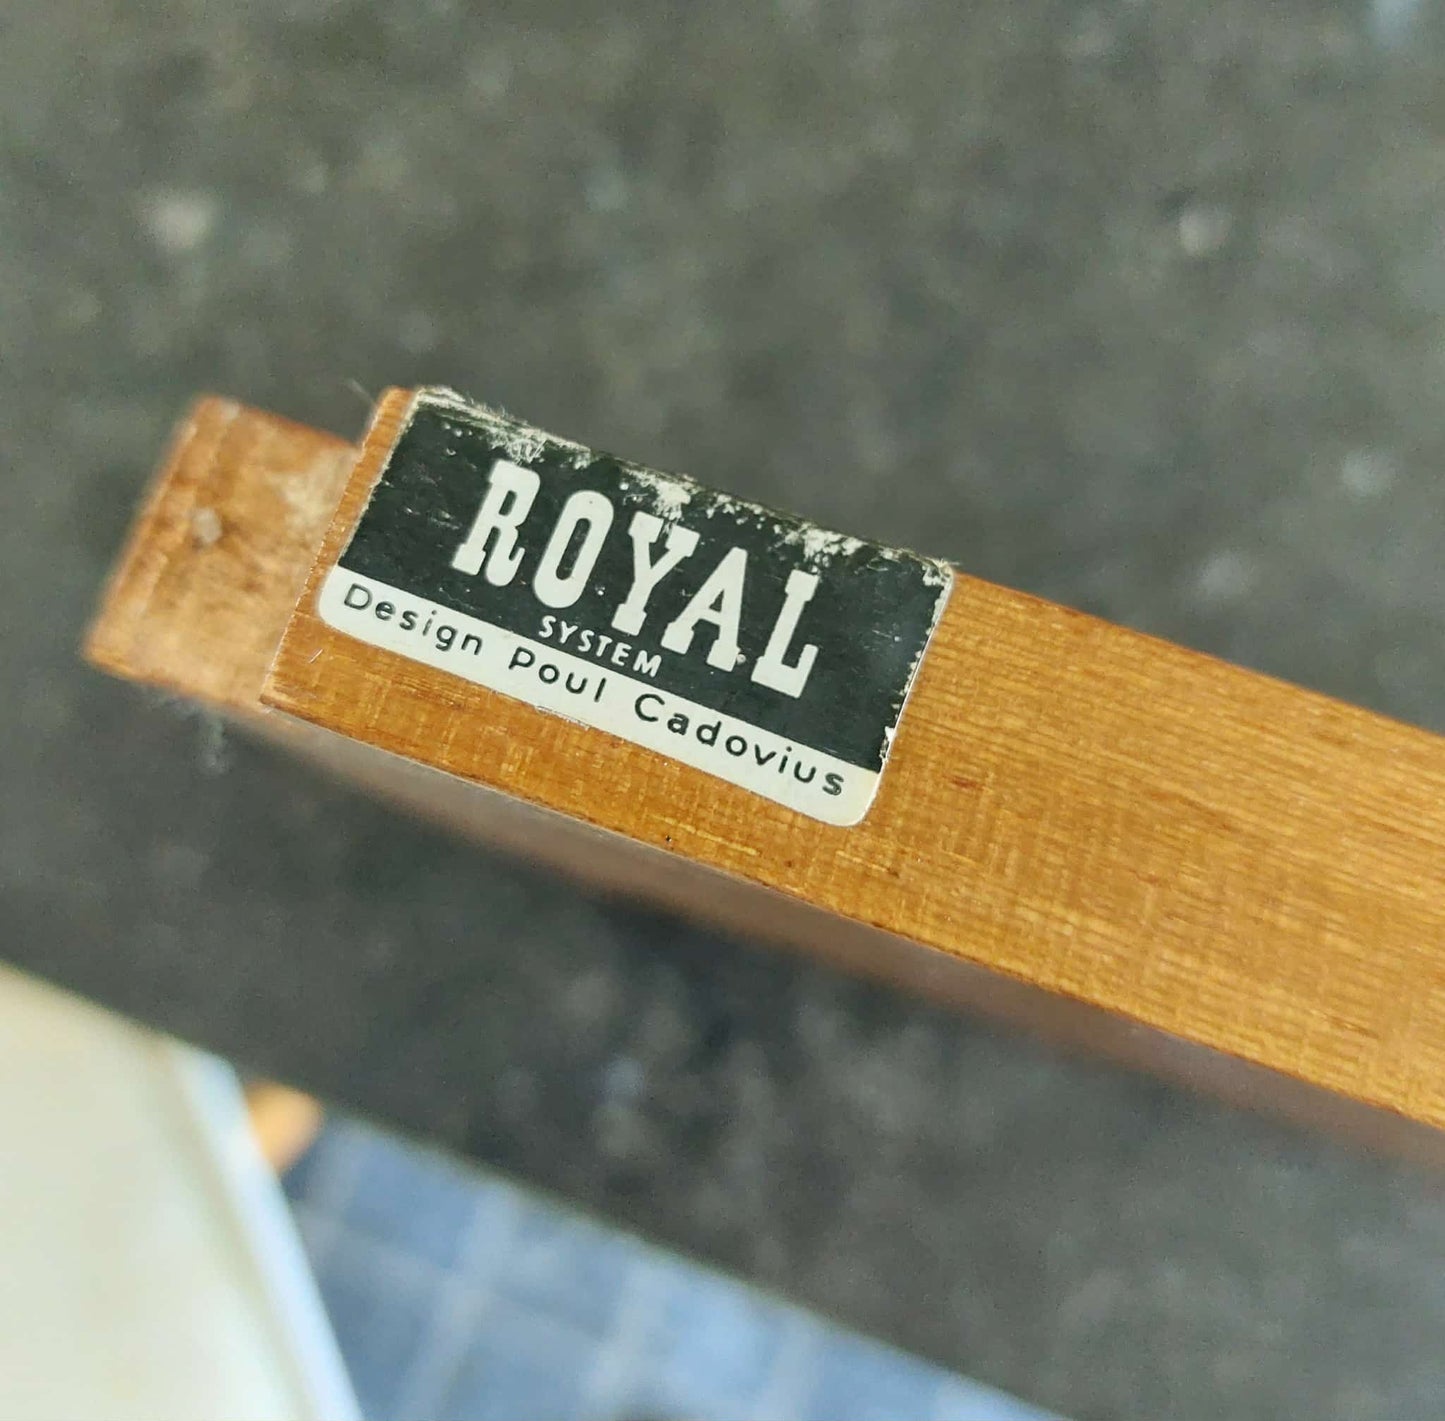 ROYAL
SYSTEM
Design Poul Cadovius